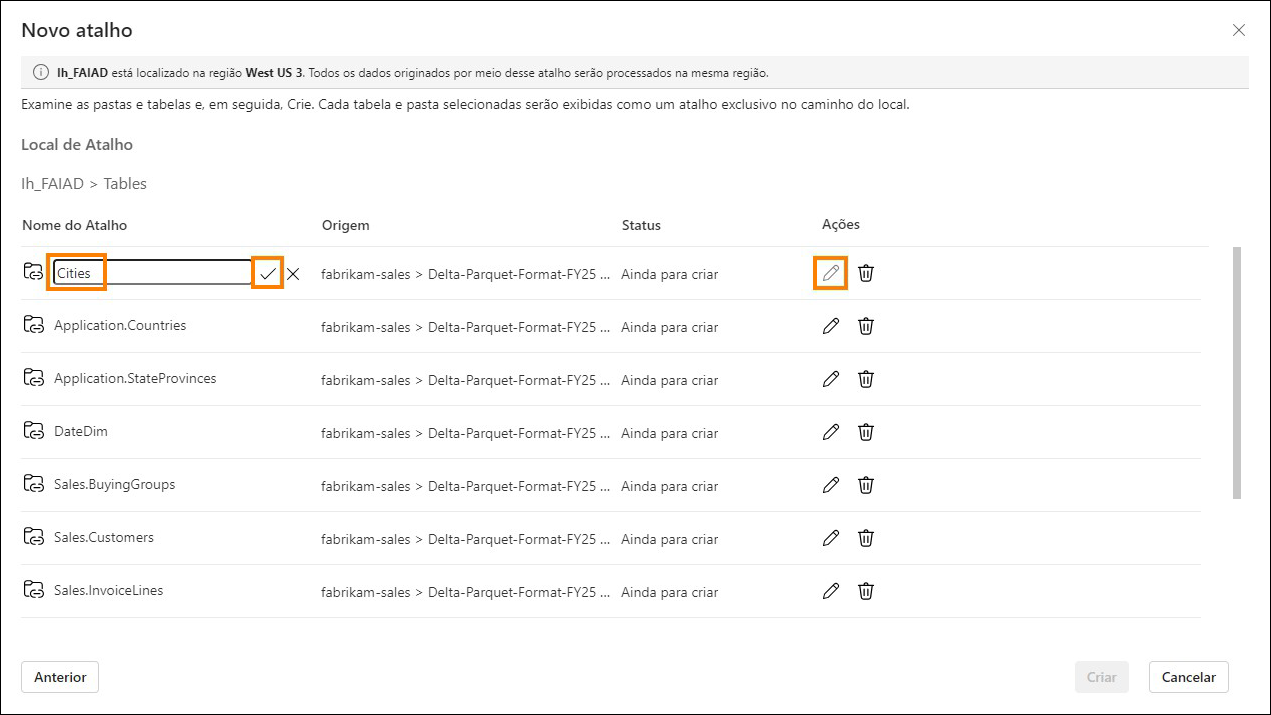 Novo atalho
lh_FAIAD está localizado na região West US 3. Todos os dados originados por meio desse atalho serão processados na mesma região.
Examine as pastas e tabelas e, em seguida, Crie. Cada tabela e pasta selecionadas serão exibidas como um atalho exclusivo no caminho do local.
Local de Atalho
lh_FAIAD > Tables
Nome do Atalho Origem Status Ações
Cities fabrikam-sales > Delta-Parquet-Format-FY25 ... Ainda para criar
Application.Countries fabrikam-sales > Delta-Parquet-Format-FY25 ... Ainda para criar
Application.StateProvinces fabrikam-sales > Delta-Parquet-Format-FY25 ... Ainda para criar
DateDim fabrikam-sales > Delta-Parquet-Format-FY25 ... Ainda para criar
Sales.BuyingGroups fabrikam-sales > Delta-Parquet-Format-FY25 ... Ainda para criar
Sales.Customers fabrikam-sales > Delta-Parquet-Format-FY25 ... Ainda para criar
Sales.InvoiceLines fabrikam-sales > Delta-Parquet-Format-FY25 ... Ainda para criar
Anterior Criar Cancelar